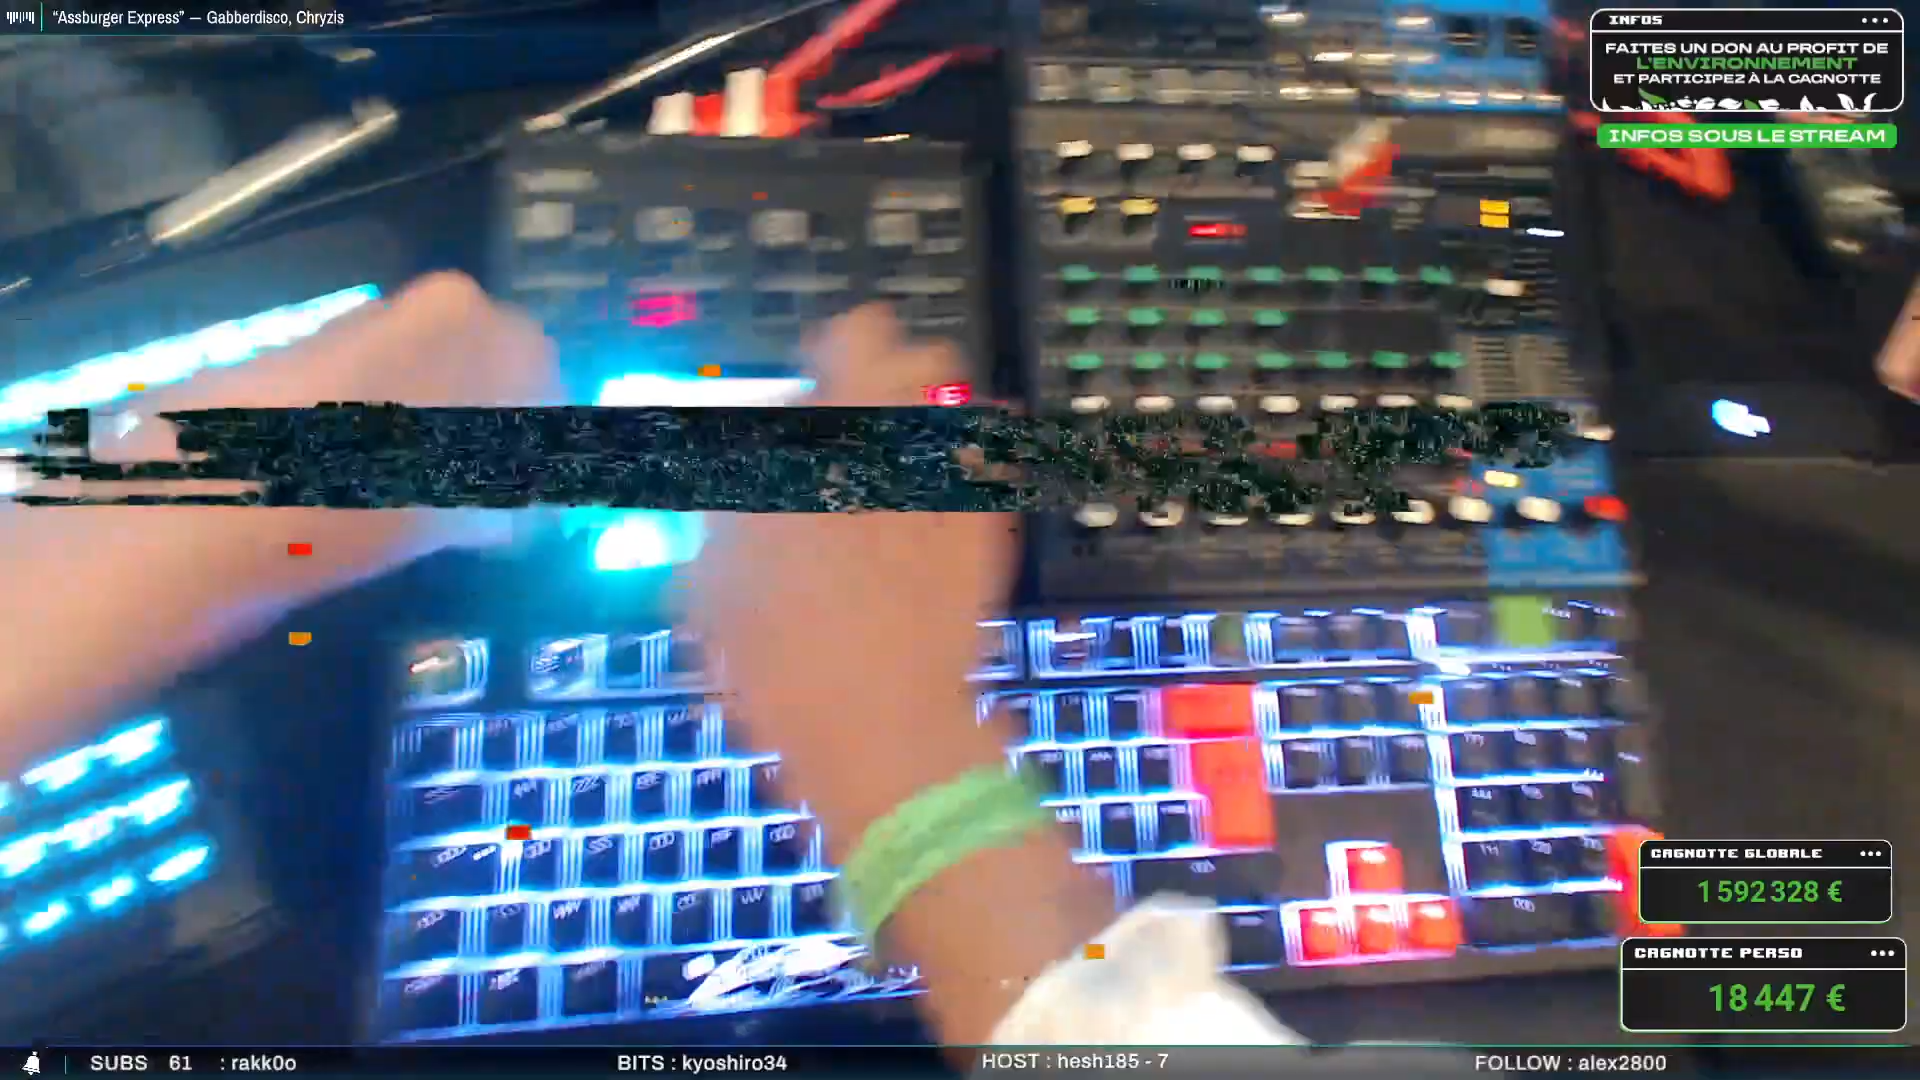 "Assburger Express" — Gabberdisco, Chryzis
INFOS
FAITES UN DON AU PROFIT DE
L'ENVIRONNEMENT
ET PARTICIPEZ À LA CAGNOTTE
INFOS SOUS LE STREAM
CAGNOTTE GLOBALE
1 592 328 €
CAGNOTTE PERSO
18 447 €
SUBS 61 : rakk0o
BITS : kyoshiro34
HOST : hesh185 - 7
FOLLOW : alex2800